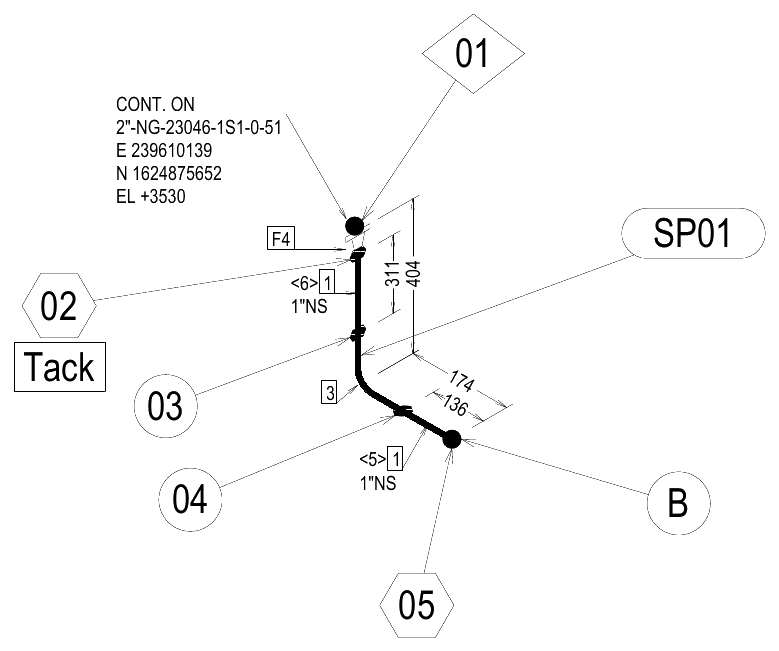 01
CONT. ON
2"-NG-23046-1S1-0-51
E 239610139
N 1624875652
EL +3530
SP01
F4
311
404
<6> 1
1"NS
02
Tack
03
3
174
136
<5> 1
1"NS
04
B
05